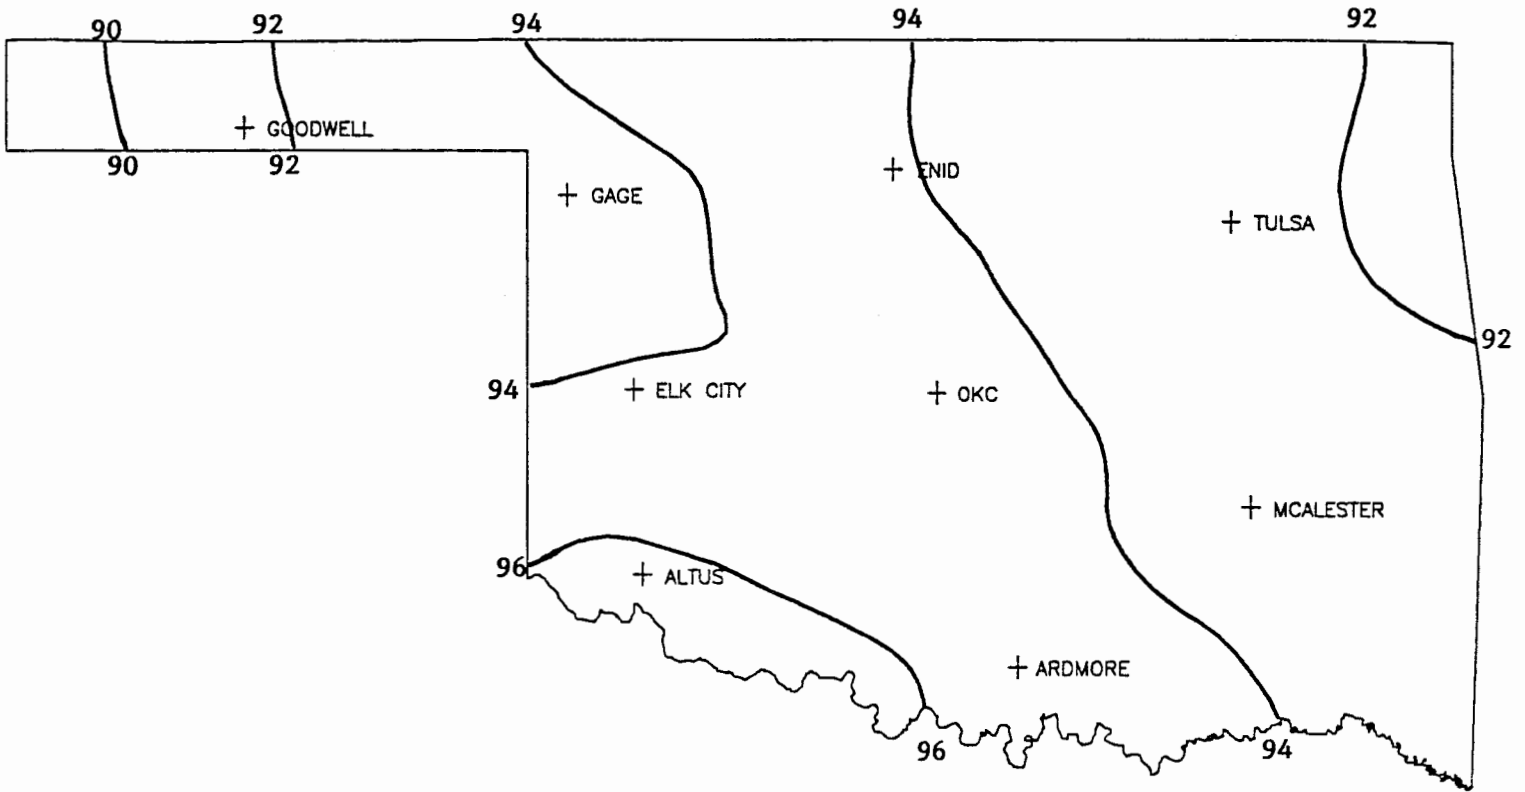 90 92 94 94 92
GOODWELL
90 92
ENID
GAGE
TULSA
92
94 ELK CITY OKC
MCALESTER
96 ALTUS
ARDMORE
96 94